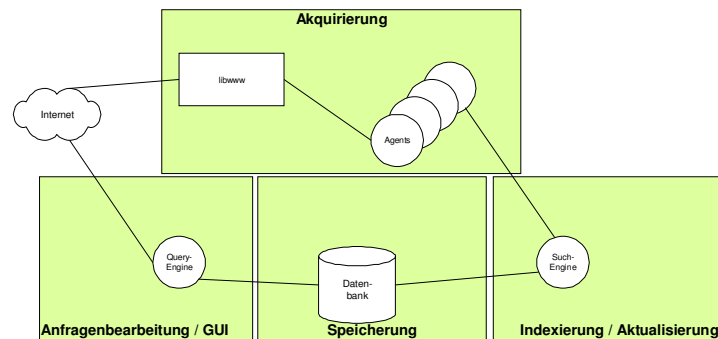 Akquirierung
libwww
Internet
Agents
Query-
Engine
Daten-
bank
Such-
Engine
Anfragenbearbeitung / GUI
Speicherung
Indexierung / Aktualisierung